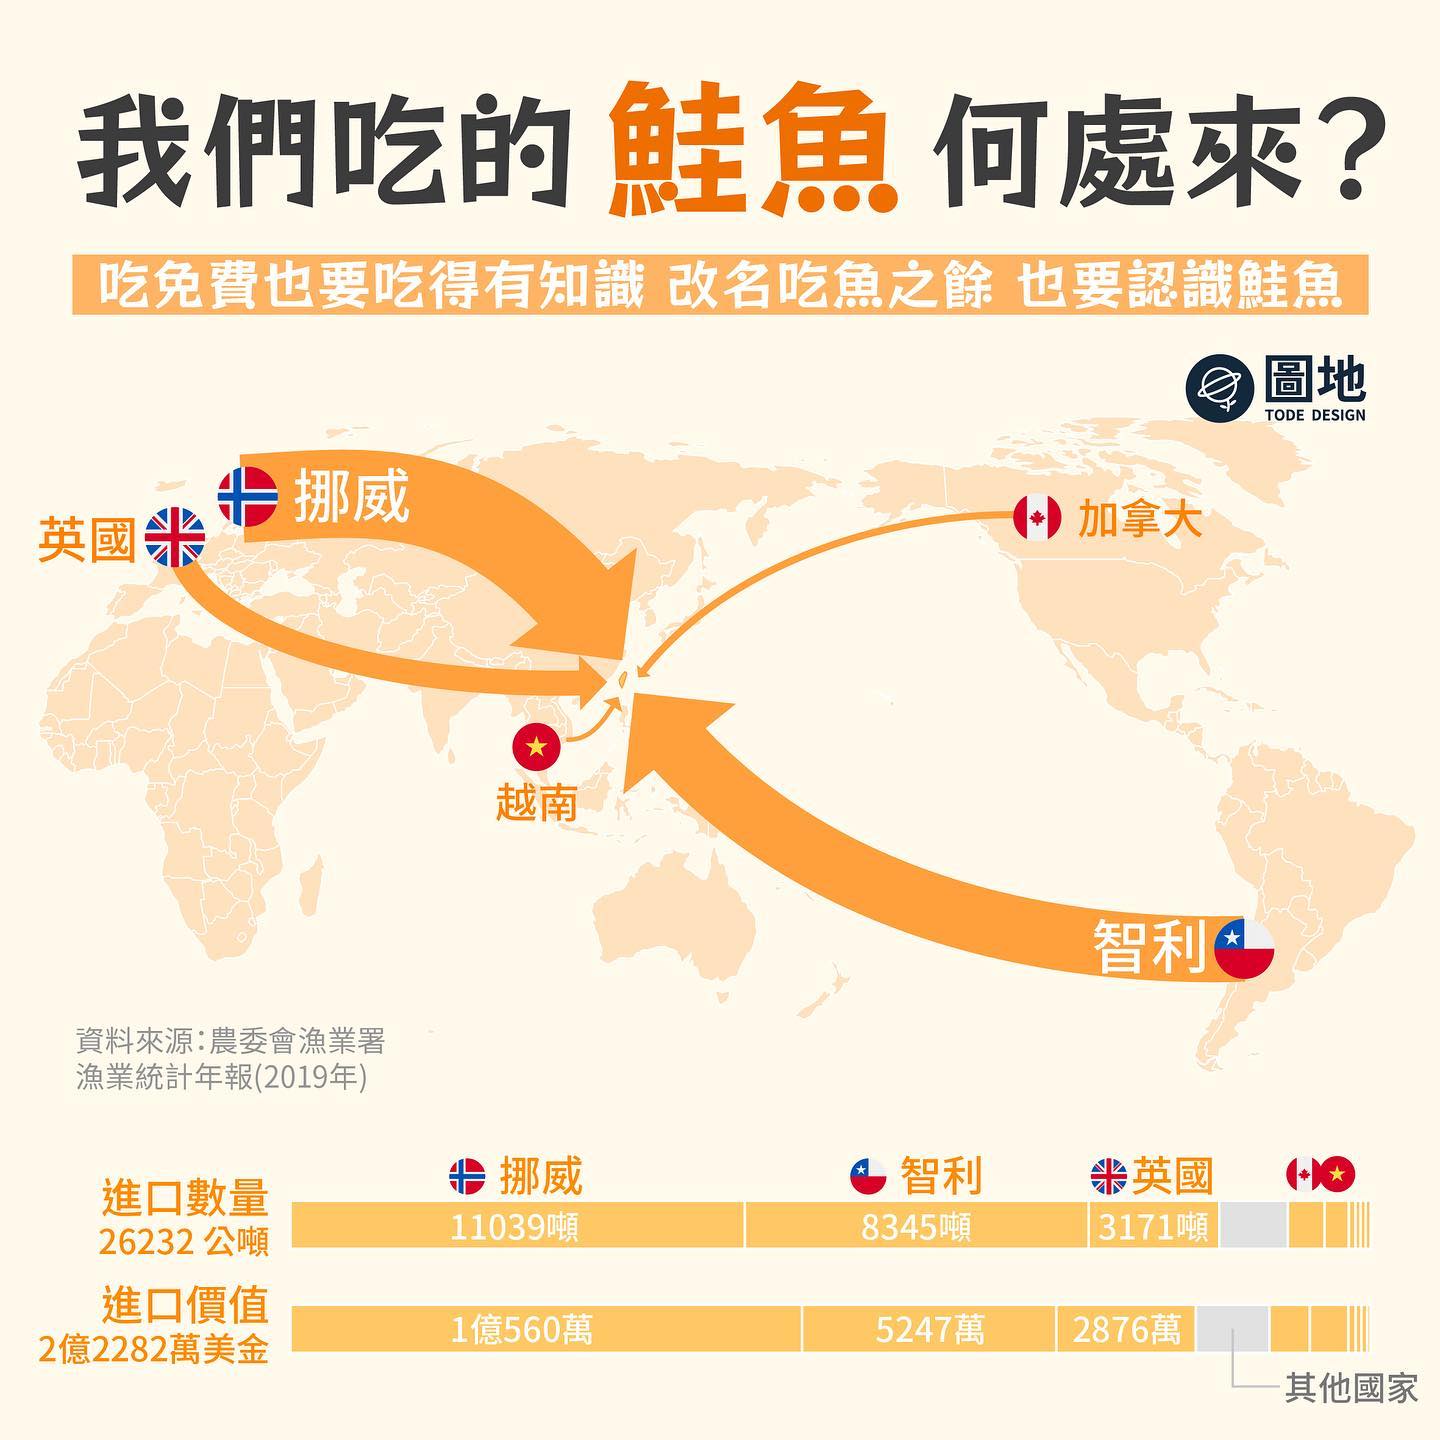 我們吃的鮭魚何處來?
吃免費也要吃得有知識 改名吃魚之餘 也要認識鮭魚
圖地
TODE DESIGN
挪威
英國
加拿大
越南
智利
資料來源:農委會漁業署
漁業統計年報(2019年)
挪威 智利 英國
進口數量
26232 公噸
11039噸 8345噸 3171噸
進口價值
2億2282萬美金
1億560萬 5247萬 2876萬
其他國家